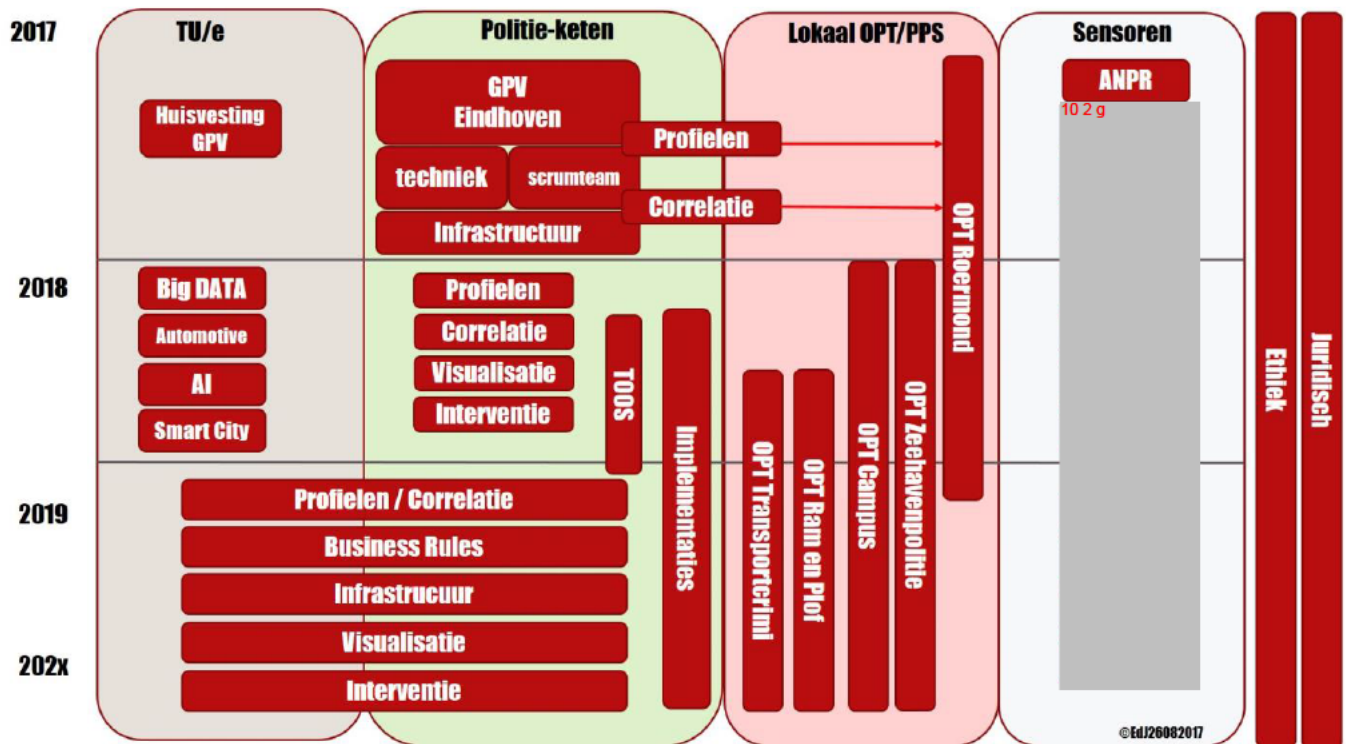 2017
TU/e
Politie-keten
Lokaal OPT/PPS
Sensoren
Huisvesting
GPV
GPV
Eindhoven
techniek
scrumteam
Infrastructuur
Profielen
Correlatie
OPT Roermond
ANPR
10 2 g
Ethiek
Juridisch
2018
Big DATA
Automotive
AI
Smart City
Profielen
Correlatie
Visualisatie
Interventie
TOOS
Implementaties
OPT Transportcrimi
OPT Ram en Plof
OPT Campus
OPT Zeehavenpolitie
2019
Profielen / Correlatie
Business Rules
Infrastrucuur
Visualisatie
202x
Interventie
©EdJ26082017